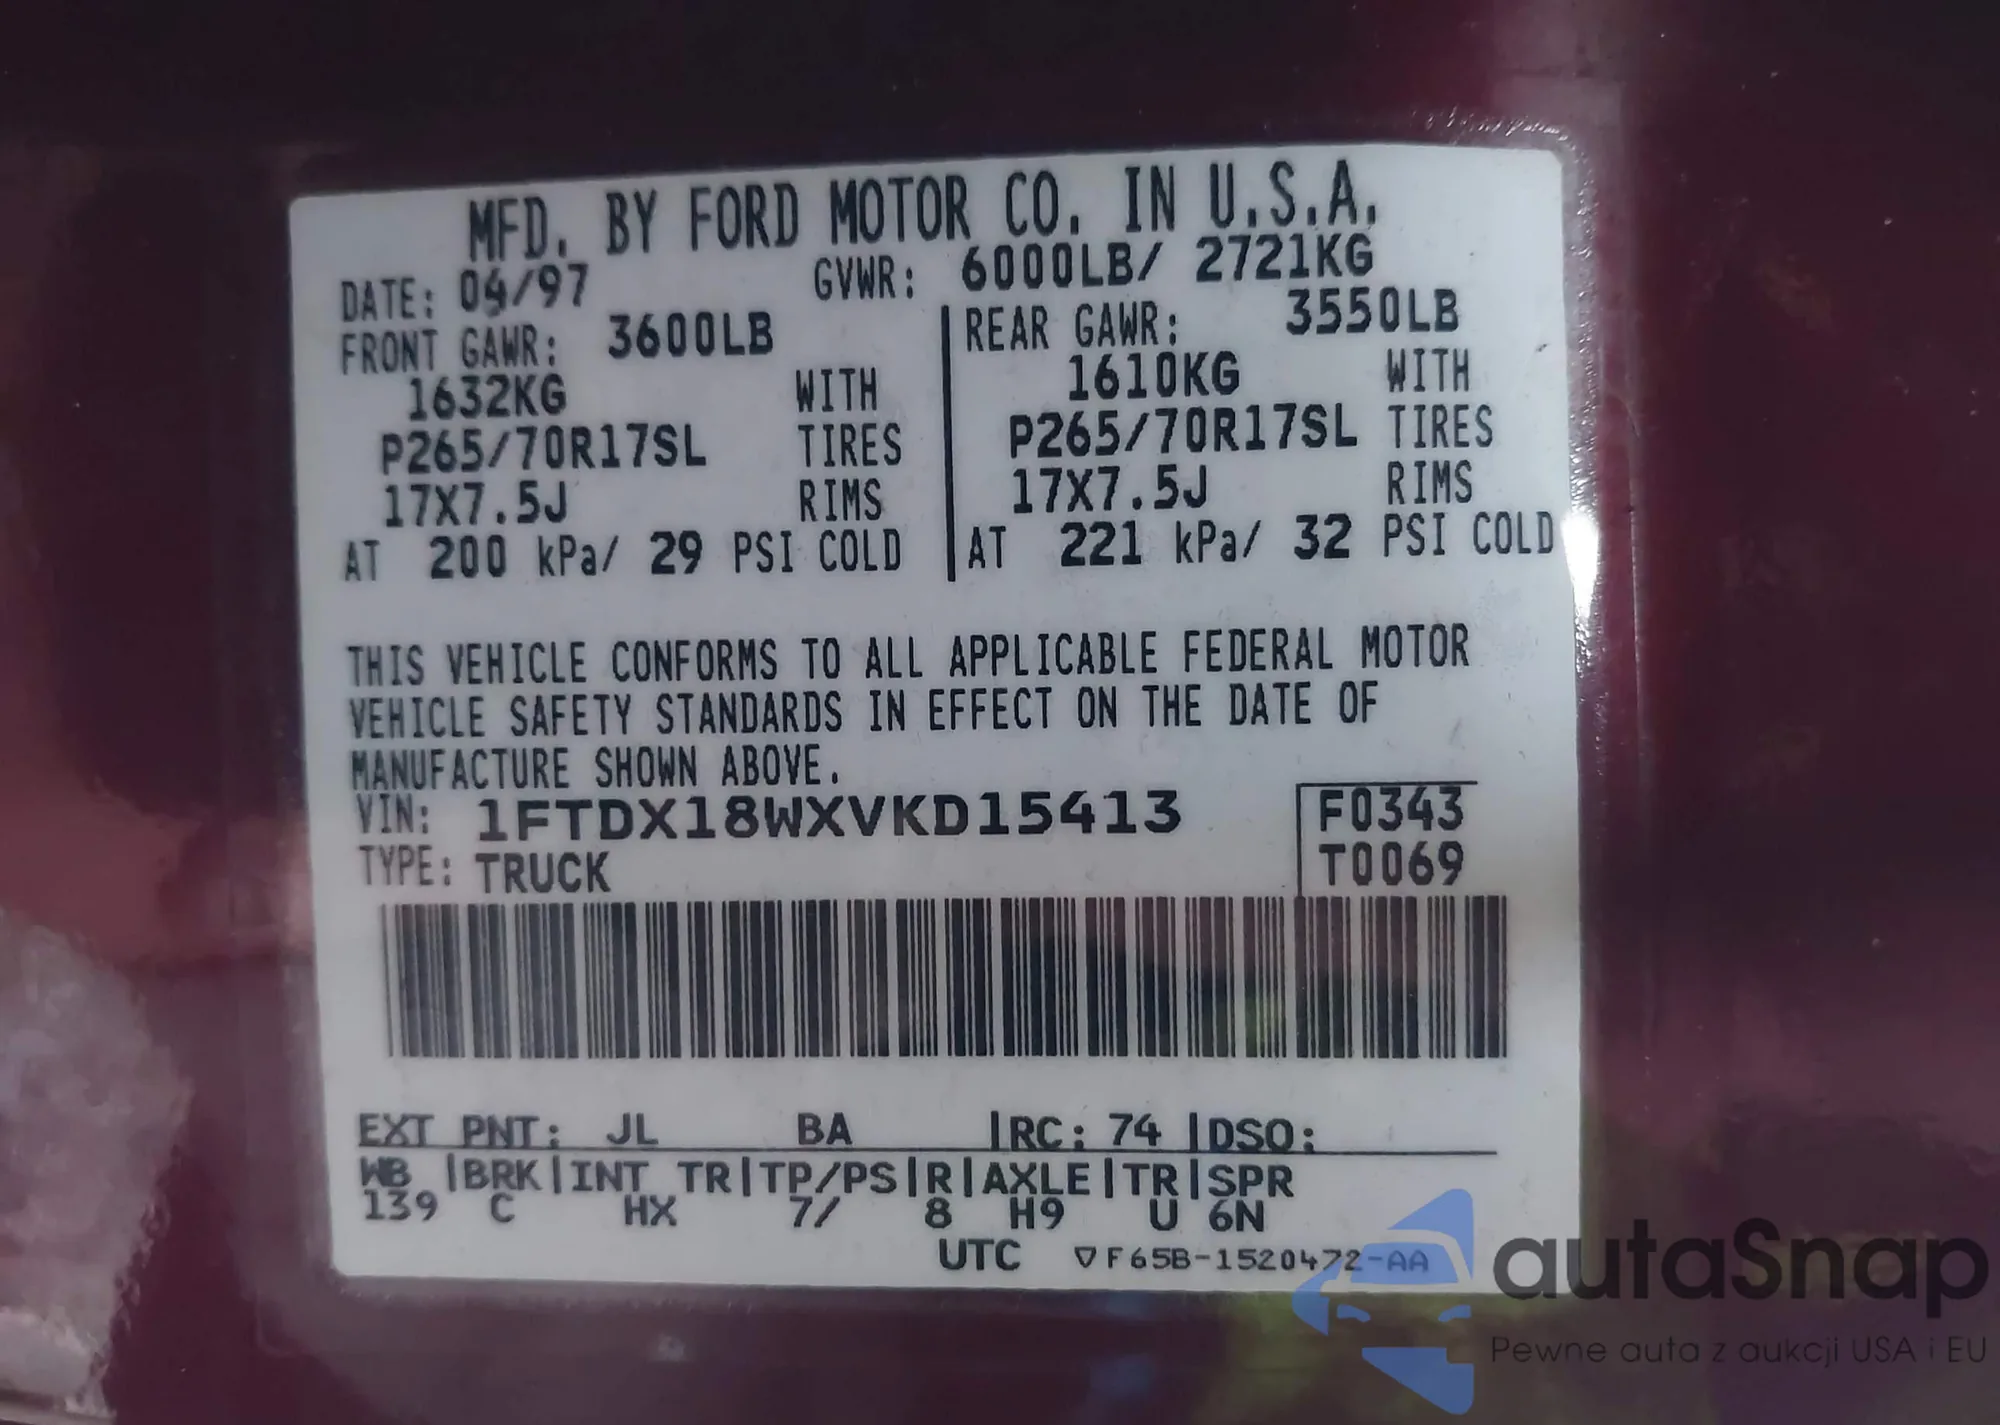 MFD. BY FORD MOTOR CO. IN U.S.A.
DATE: 04/97 GVWR: 6000LB/ 2721KG
FRONT GAWR: 3600LB REAR GAWR: 3550LB
1632KG WITH 1610KG WITH
P265/70R17SL TIRES P265/70R17SL TIRES
17X7.5J RIMS 17X7.5J RIMS
AT 200 kPa/ 29 PSI COLD AT 221 kPa/ 32 PSI COLD
THIS VEHICLE CONFORMS TO ALL APPLICABLE FEDERAL MOTOR
VEHICLE SAFETY STANDARDS IN EFFECT ON THE DATE OF
MANUFACTURE SHOWN ABOVE.
VIN: 1FTDX18WXVKD15413 F0343
TYPE: TRUCK T0069
EXT PNT: JL BA |RC: 74 |DSO:
WB |BRK|INT TR|TP/PS|R|AXLE|TR|SPR
139 C HX 7/ 8 H9 U 6N
UTC ▽F65B-1520472-AA
autaSnap
Pewne auta z aukcji USA i EU